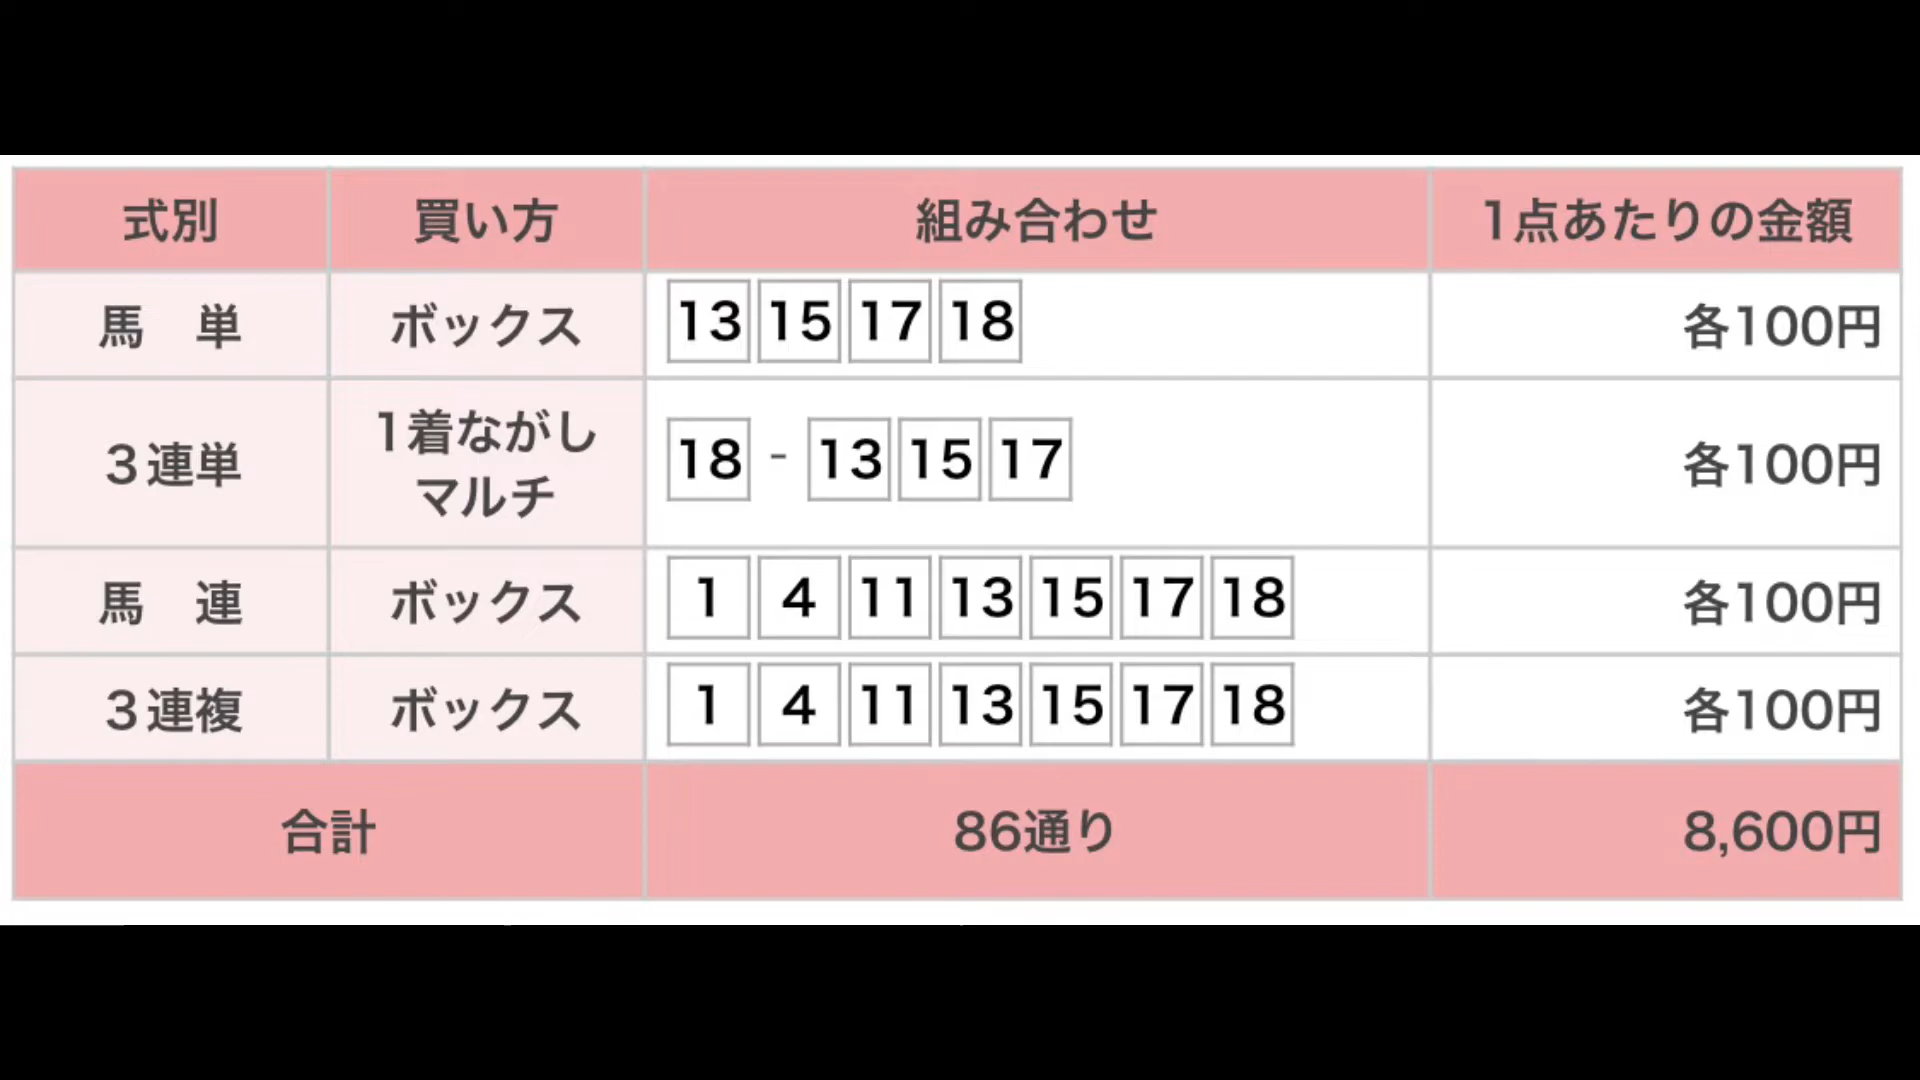 式別 買い方 組み合わせ 1点あたりの金額
馬　単 ボックス 13 15 17 18 各100円
3連単 1着ながし マルチ 18 - 13 15 17 各100円
馬　連 ボックス 1 4 11 13 15 17 18 各100円
3連複 ボックス 1 4 11 13 15 17 18 各100円
合計 86通り 8,600円